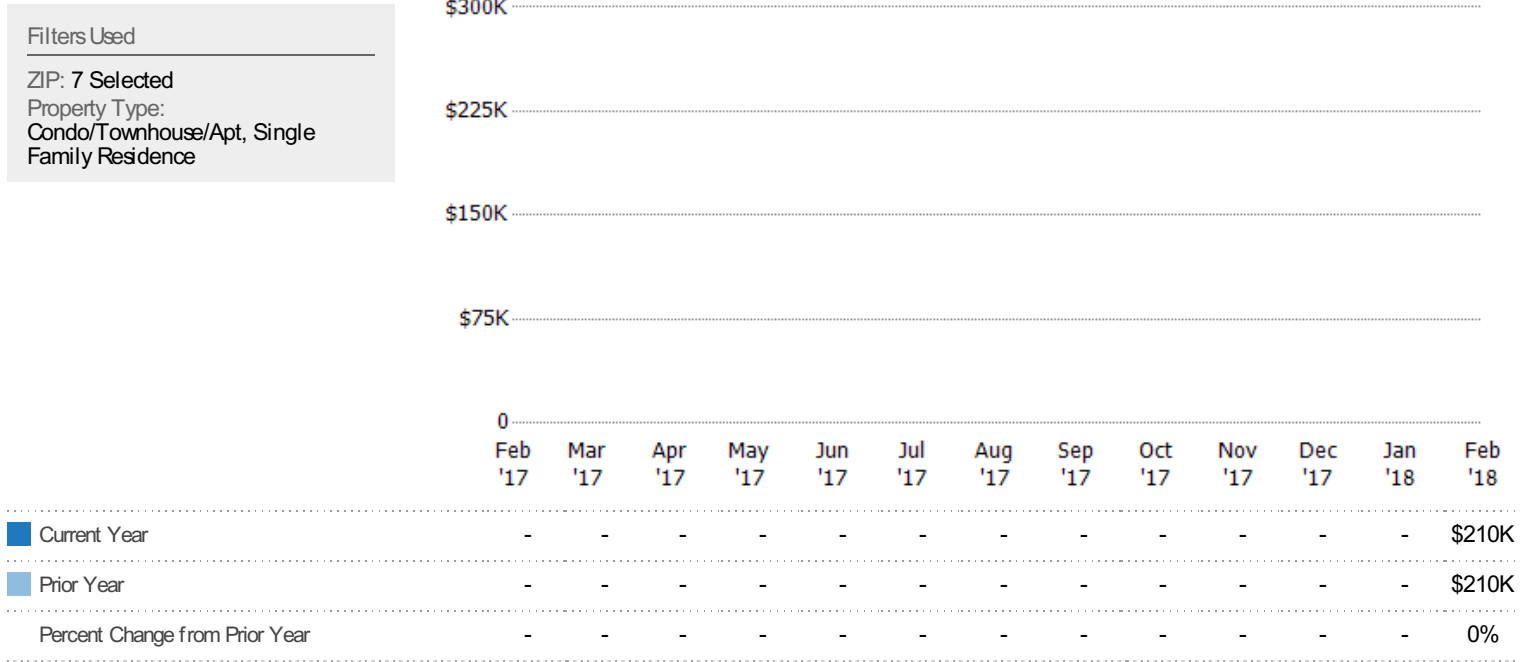 Filters Used
ZIP: 7 Selected
Property Type:
Condo/Townhouse/Apt, Single
Family Residence
$300K
$225K
$150K
$75K
0
Feb Mar Apr May Jun Jul Aug Sep Oct Nov Dec Jan Feb
'17 '17 '17 '17 '17 '17 '17 '17 '17 '17 '17 '18 '18
Current Year - - - - - - - - - - - - $210K
Prior Year - - - - - - - - - - - - $210K
Percent Change from Prior Year - - - - - - - - - - - - 0%